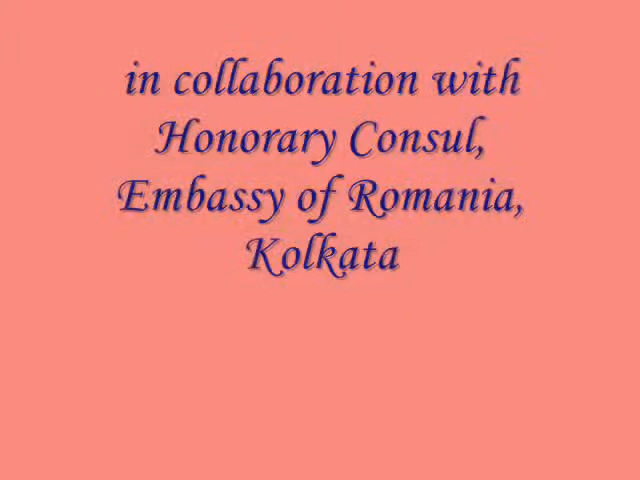 in collaboration with
Honorary Consul,
Embassy of Romania,
Kolkata